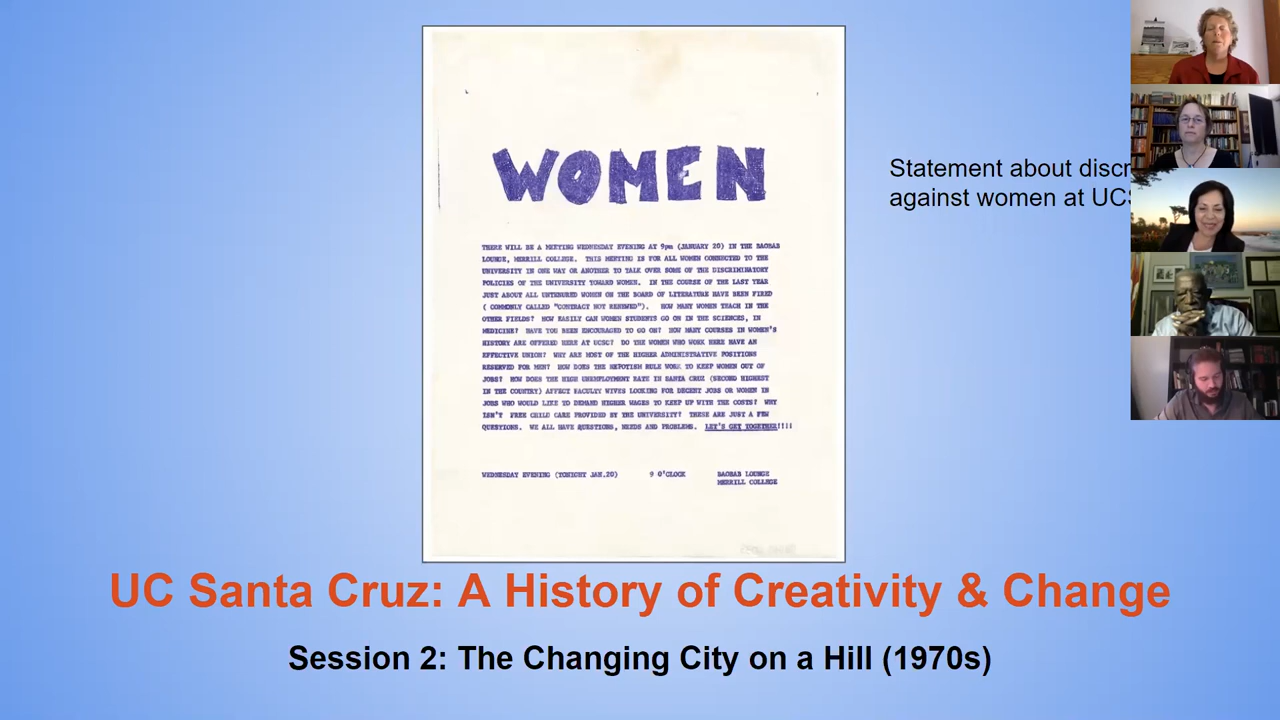 WOMEN
THERE WILL BE A MEETING WEDNESDAY EVENING AT 9pm (JANUARY 20) IN THE BAOBAB
LOUNGE, MERRILL COLLEGE. THIS MEETING IS FOR ALL WOMEN CONNECTED TO THE
UNIVERSITY IN ONE WAY OR ANOTHER TO TALK OVER SOME OF THE DISCRIMINATORY
POLICIES OF THE UNIVERSITY TOWARD WOMEN. IN THE COURSE OF THE LAST YEAR
JUST ABOUT ALL UNTENURED WOMEN ON THE BOARD OF LITERATURE HAVE BEEN FIRED
( COMMONLY CALLED "CONTRACT NOT RENEWED"). HOW MANY WOMEN TEACH IN THE
OTHER FIELDS? HOW EASILY CAN WOMEN STUDENTS GO ON IN THE SCIENCES, IN
MEDICINE? HAVE YOU BEEN ENCOURAGED TO GO ON? HOW MANY COURSES IN WOMEN'S
HISTORY ARE OFFERED HERE AT UCSC? DO THE WOMEN WHO WORK HERE HAVE AN
EFFECTIVE UNION? WHY ARE MOST OF THE HIGHER ADMINISTRATIVE POSITIONS
RESERVED FOR MEN? HOW DOES THE NEPOTISM RULE WORK TO KEEP WOMEN OUT OF
JOBS? HOW DOES THE HIGH UNEMPLOYMENT RATE IN SANTA CRUZ (SECOND HIGHEST
IN THE COUNTRY) AFFECT FACULTY WIVES LOOKING FOR DECENT JOBS OR WOMEN IN
JOBS WHO WOULD LIKE TO DEMAND HIGHER WAGES TO KEEP UP WITH THE COSTS? WHY
ISN'T FREE CHILD CARE PROVIDED BY THE UNIVERSITY? THESE ARE JUST A FEW
QUESTIONS. WE ALL HAVE QUESTIONS, NEEDS AND PROBLEMS. LET'S GET TOGETHER!!!!
WEDNESDAY EVENING (TONIGHT JAN.20) 9 O'CLOCK BAOBAB LOUNGE
MERRILL COLLEGE
Statement about discr
against women at UC
UC Santa Cruz: A History of Creativity & Change
Session 2: The Changing City on a Hill (1970s)